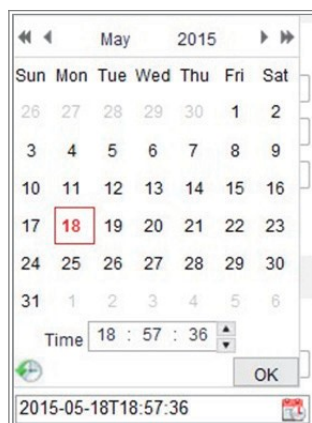 May 2015
Sun Mon Tue Wed Thu Fri Sat
26 27 28 29 30 1 2
3 4 5 6 7 8 9
10 11 12 13 14 15 16
17 18 19 20 21 22 23
24 25 26 27 28 29 30
31 1 2 3 4 5 6
Time 18 : 57 : 36
OK
2015-05-18T18:57:36